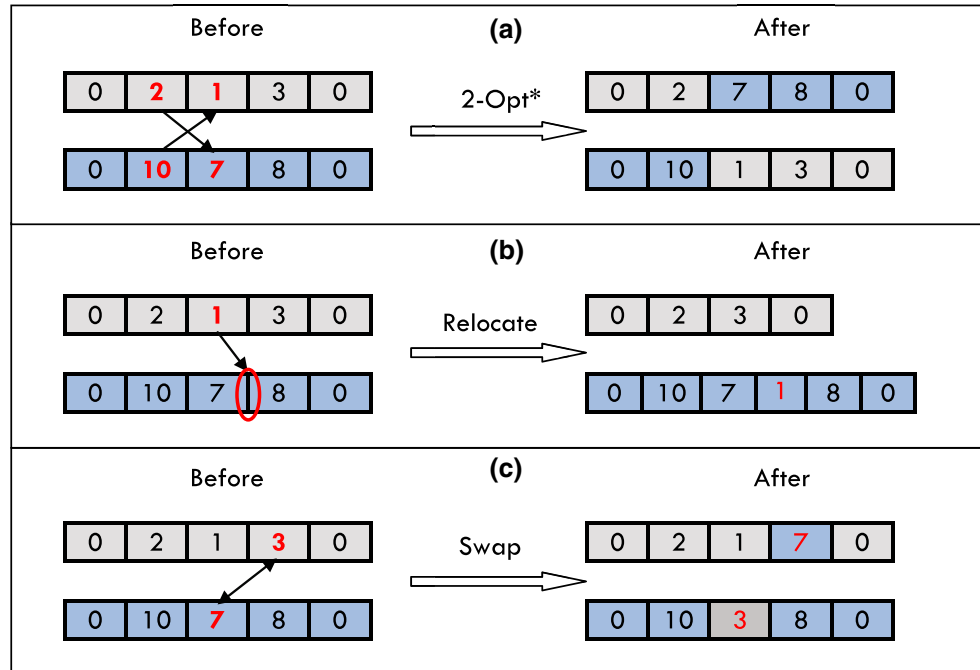 Before (a) After
0 2 1 3 0
2-Opt*
0 2 7 8 0
0 10 7 8 0
0 10 1 3 0
Before (b) After
0 2 1 3 0
Relocate
0 2 3 0
0 10 7 8 0
0 10 7 1 8 0
Before (c) After
0 2 1 3 0
Swap
0 2 1 7 0
0 10 7 8 0
0 10 3 8 0